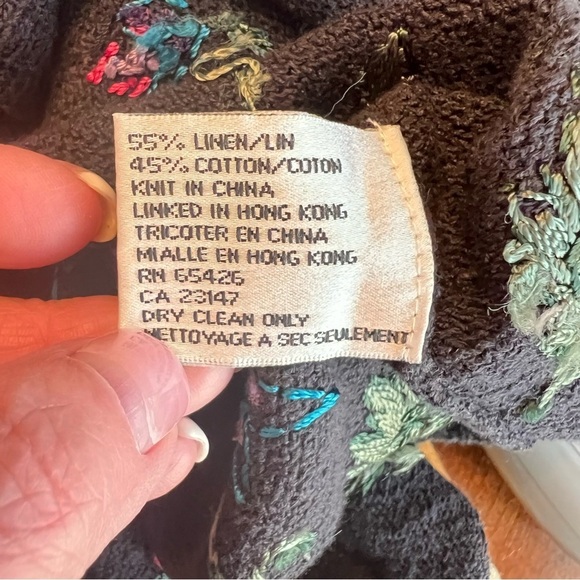 55% LINEN/LIN
45% COTTON/COTON
KNIT IN CHINA
LINKED IN HONG KONG
TRICOTER EN CHINA
MIALLE EN HONG KONG
RN 65426
CA 23147
DRY CLEAN ONLY
NETTOYAGE A SEC SEULEMENT